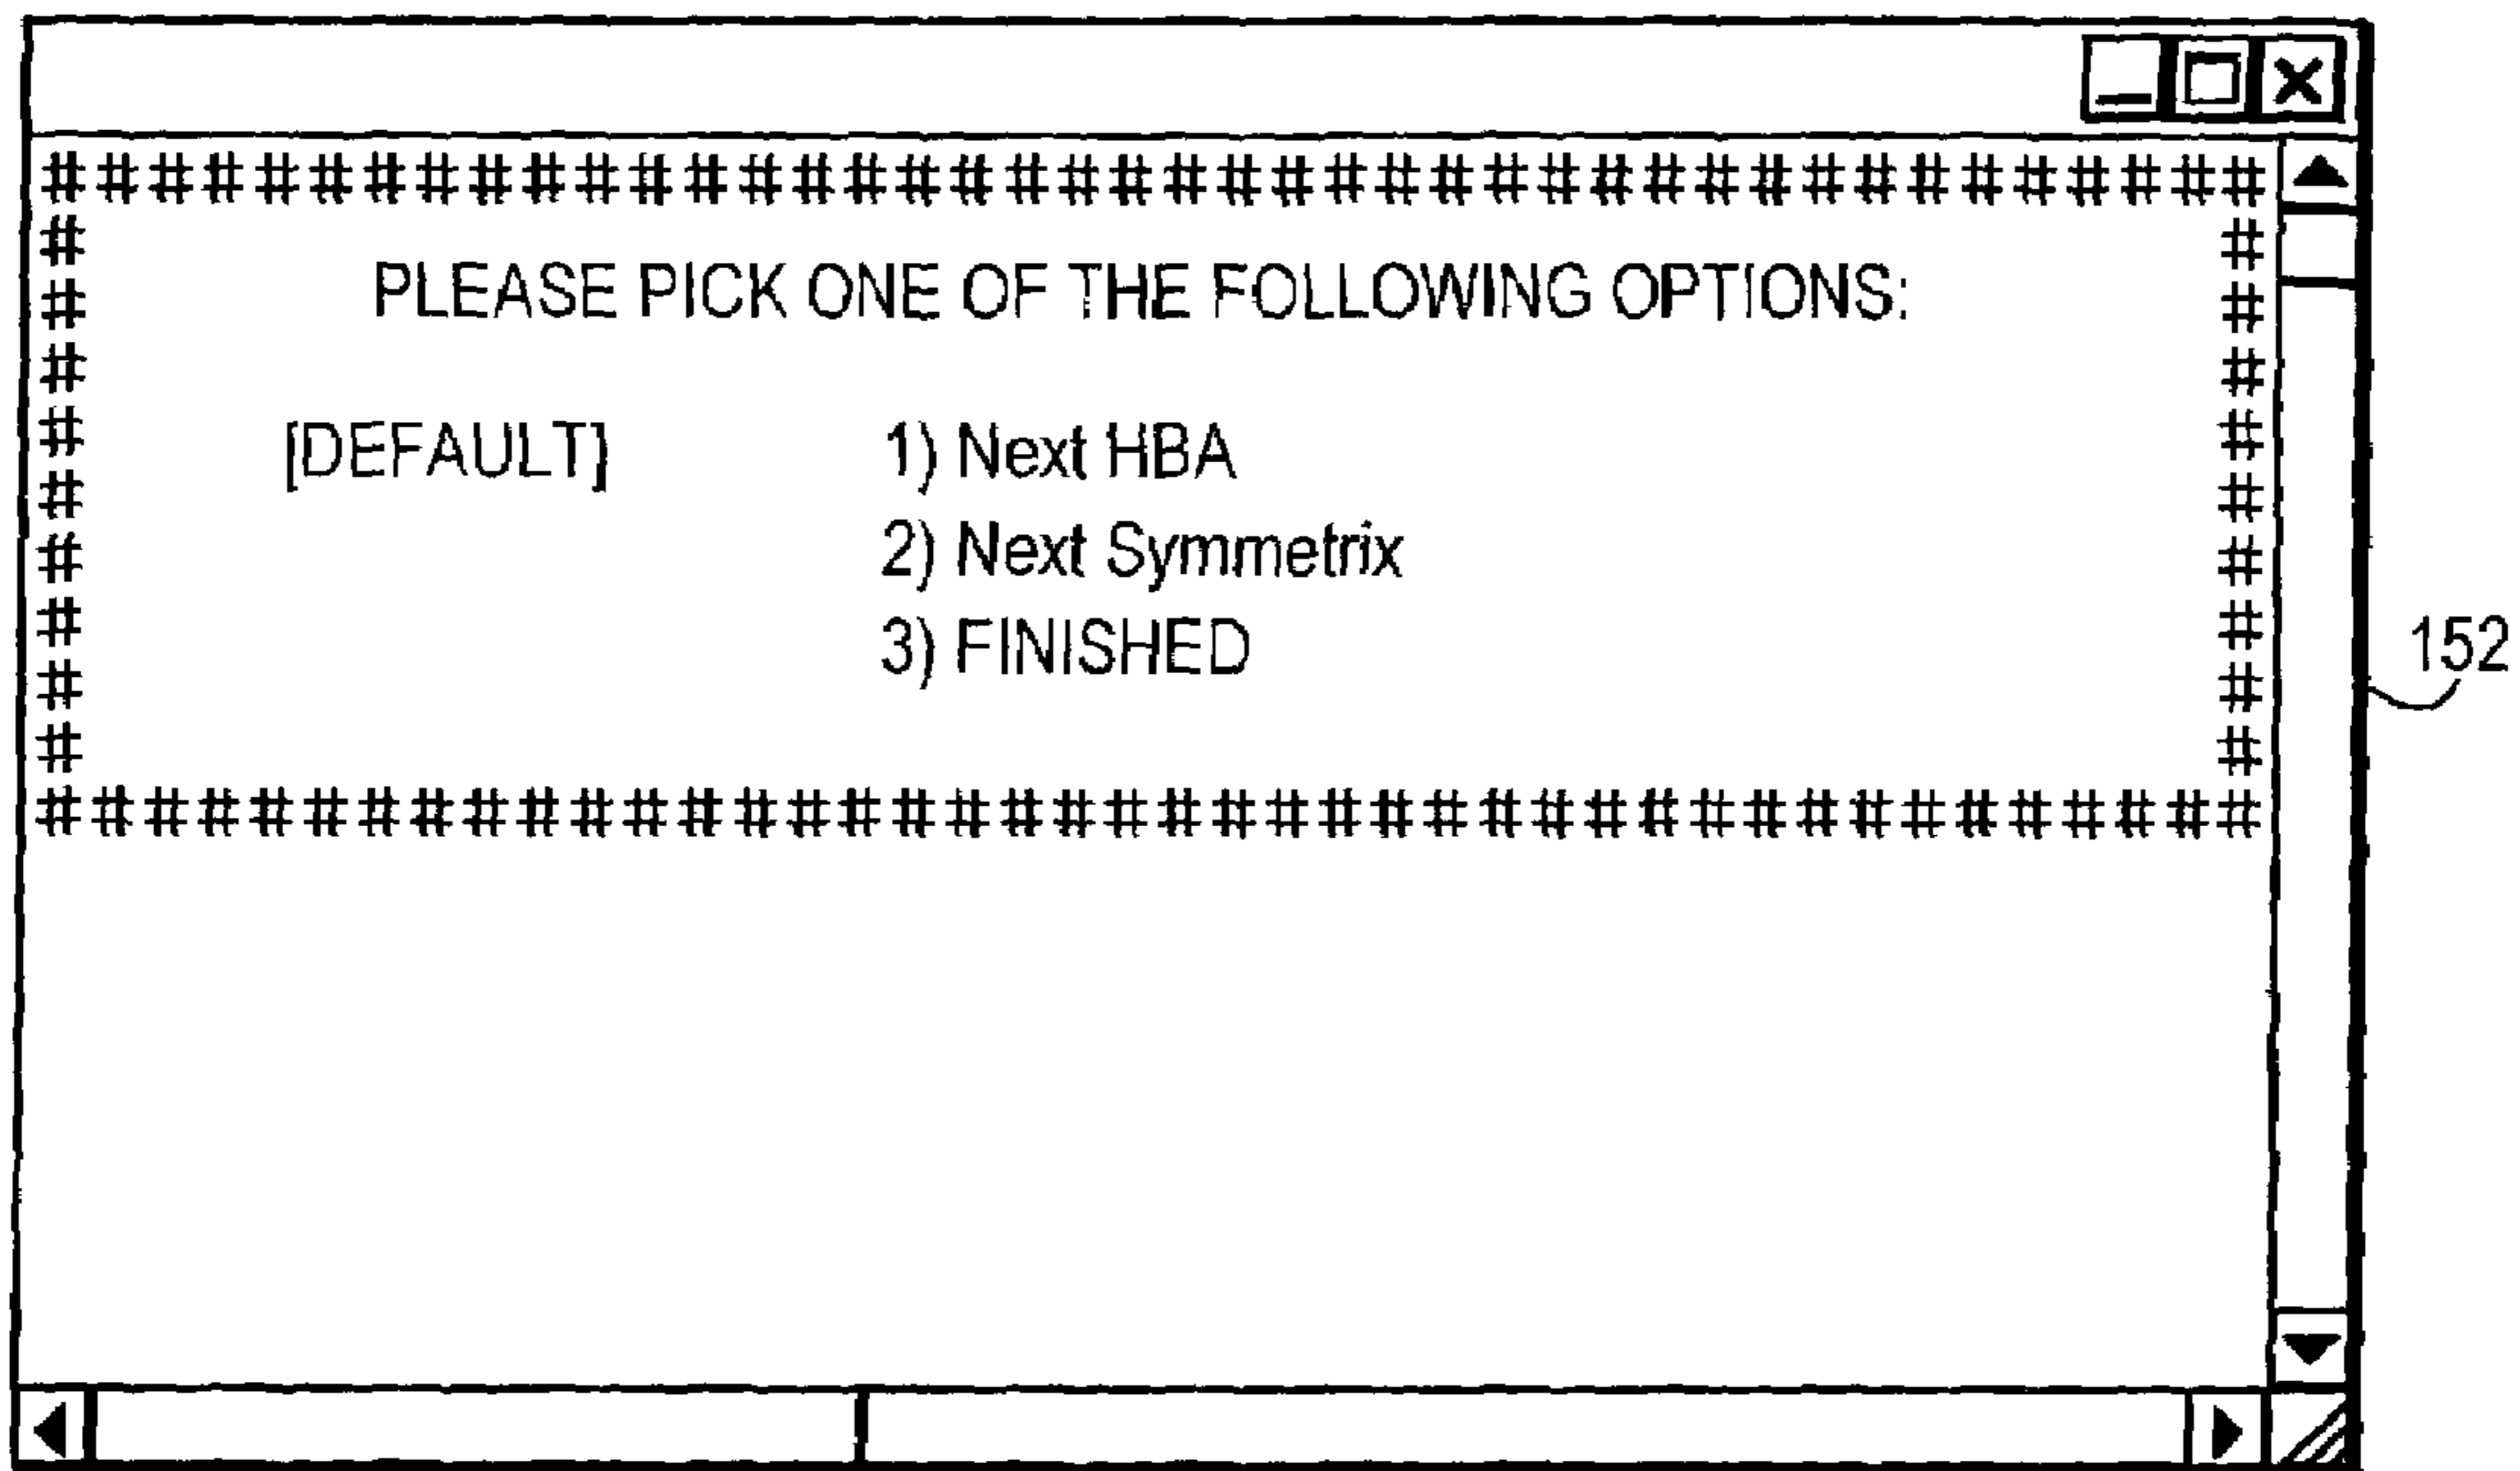 # # # # # # # # # # # # # # # # # # # # # # # # # # # # # # # # # # # # # # # # # #
# #
# PLEASE PICK ONE OF THE FOLLOWING OPTIONS: #
# #
# [DEFAULT] 1) Next HBA #
# #
# 2) Next Symmetrix #
# 3) FINISHED # 152
# #
# #
# # # # # # # # # # # # # # # # # # # # # # # # # # # # # # # # # # # # # # # # # #